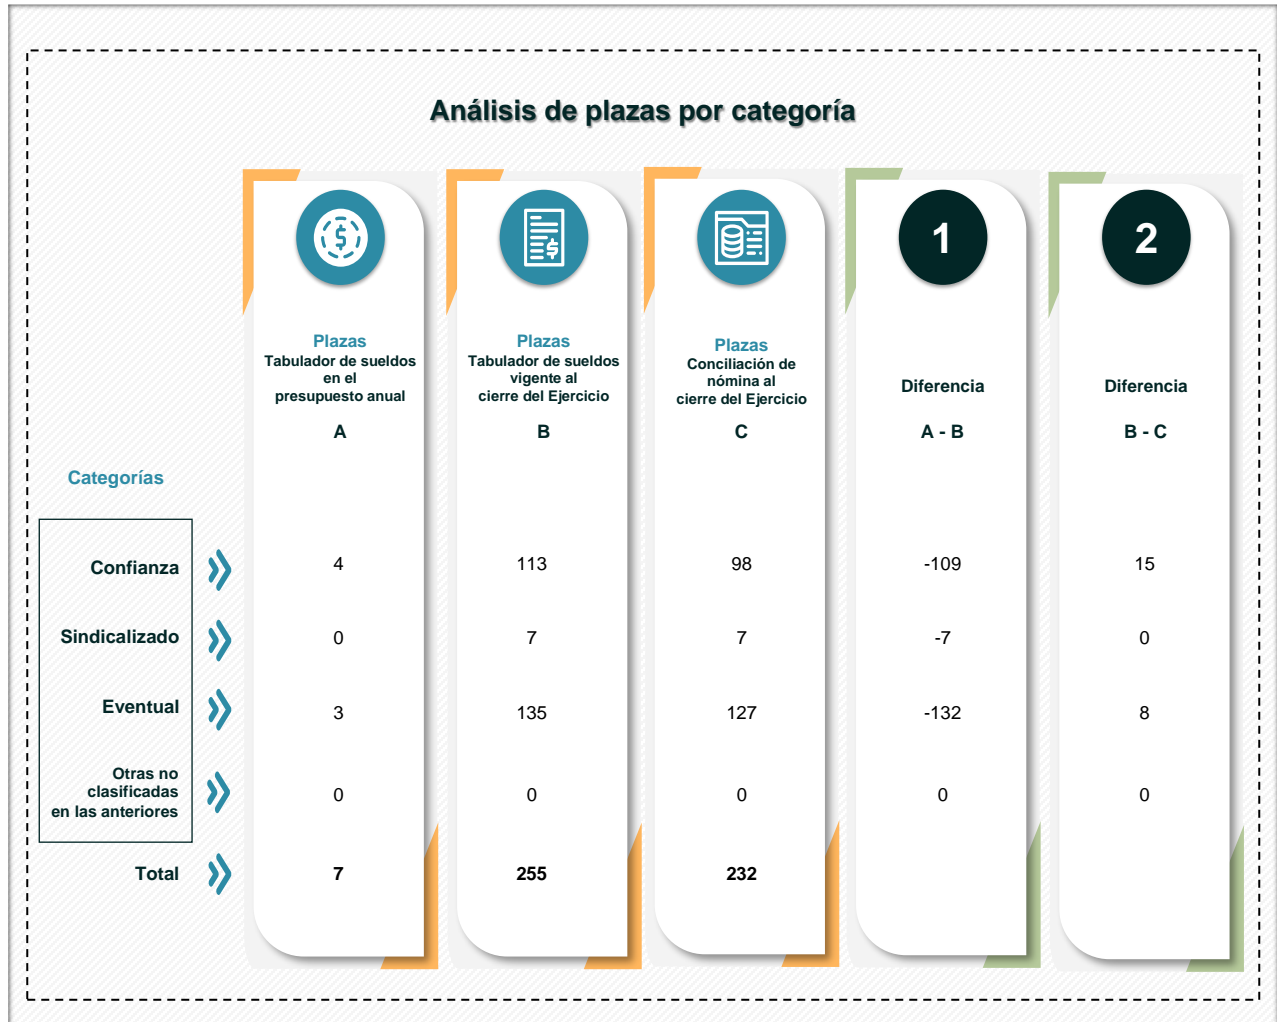 Análisis de plazas por categoría
1
2
Plazas
Tabulador de sueldos
en el
presupuesto anual
A
Plazas
Tabulador de sueldos
vigente al
cierre del Ejercicio
B
Plazas
Conciliación de
nómina al
cierre del Ejercicio
C
Diferencia
A - B
Diferencia
B - C
Categorías
Confianza 4 113 98 -109 15
Sindicalizado 0 7 7 -7 0
Eventual 3 135 127 -132 8
Otras no
clasificadas
en las anteriores 0 0 0 0 0
Total 7 255 232